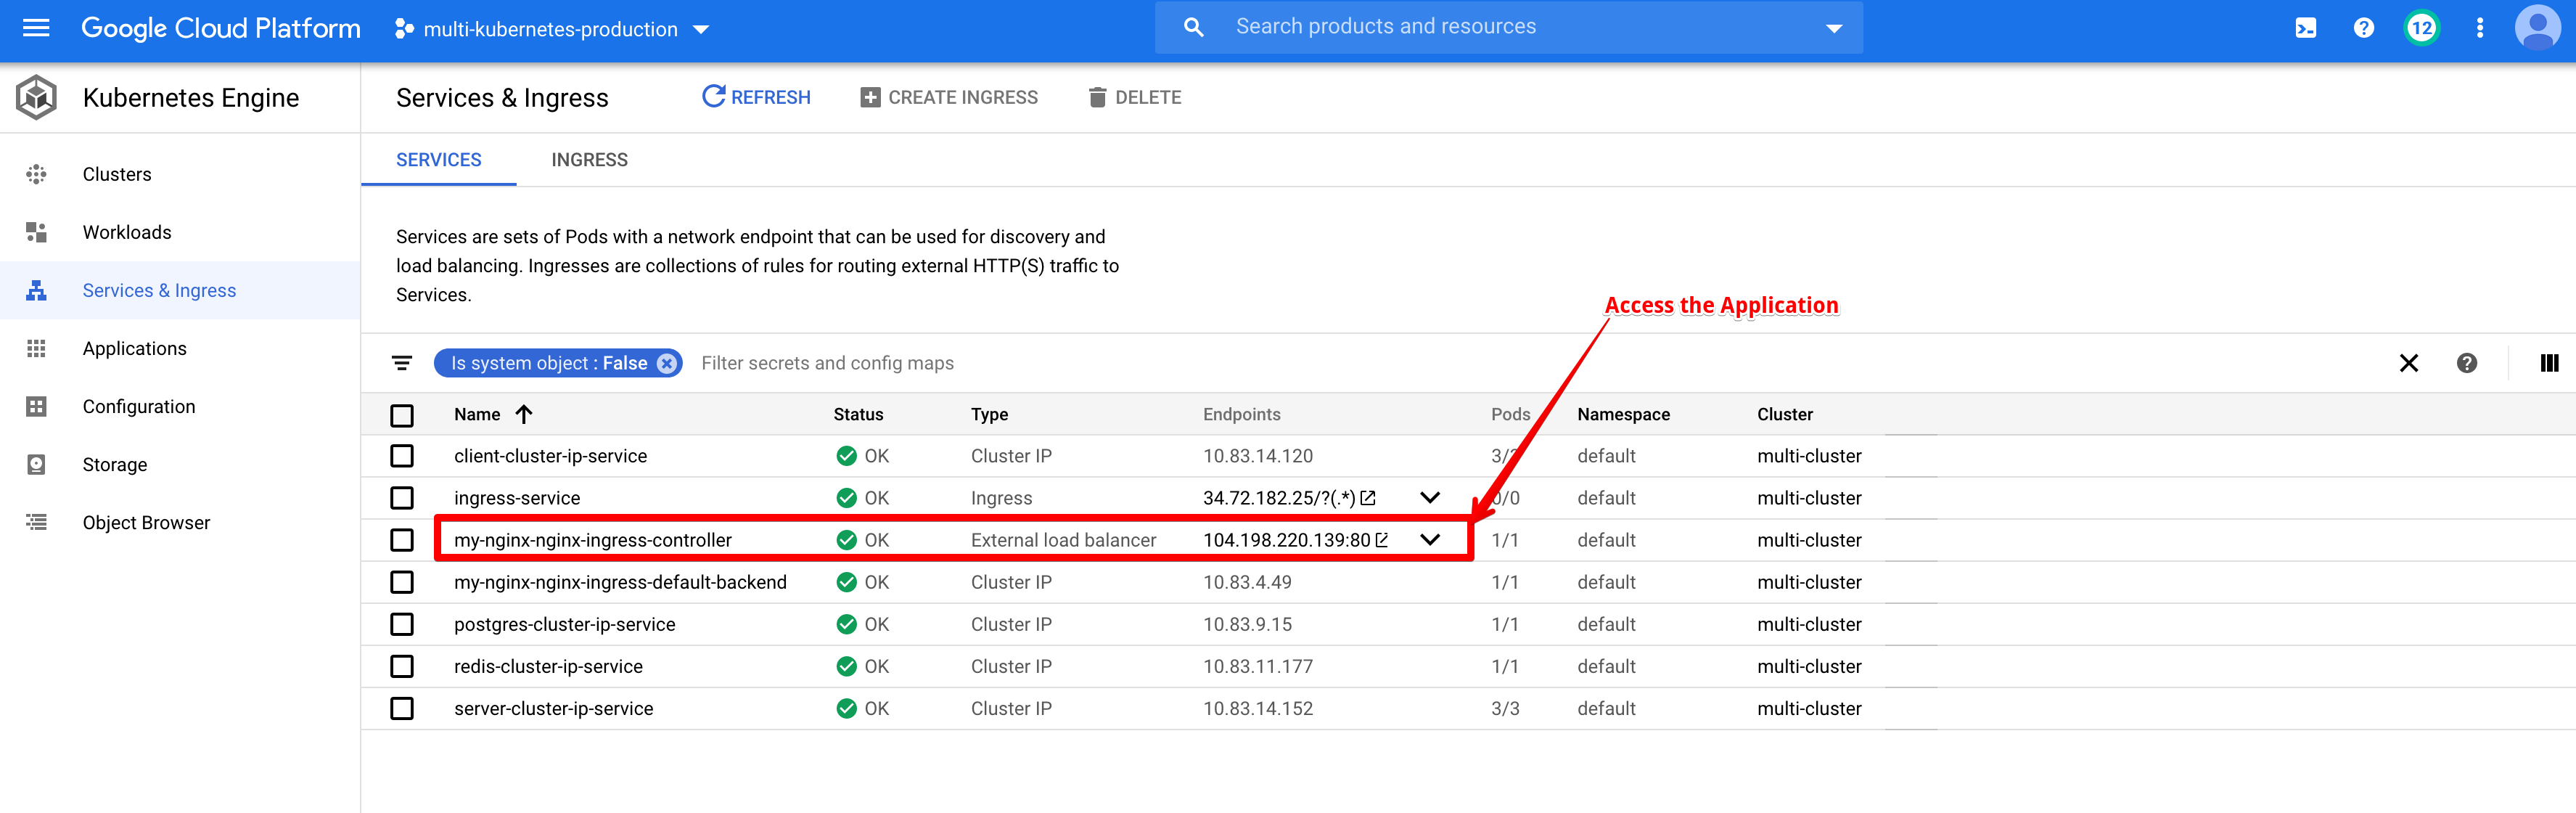 Google Cloud Platform multi-kubernetes-production Search products and resources 12
Kubernetes Engine
Services & Ingress REFRESH CREATE INGRESS DELETE
Clusters
Workloads
Services & Ingress
Applications
Configuration
Storage
Object Browser
SERVICES INGRESS
Services are sets of Pods with a network endpoint that can be used for discovery and
load balancing. Ingresses are collections of rules for routing external HTTP(S) traffic to
Services.
Access the Application
Is system object : False Filter secrets and config maps
Name Status Type Endpoints Pods Namespace Cluster
client-cluster-ip-service OK Cluster IP 10.83.14.120 default multi-cluster
ingress-service OK Ingress 34.72.182.25/?(.*) 0/0 default multi-cluster
my-nginx-nginx-ingress-controller OK External load balancer 104.198.220.139:80 1/1 default multi-cluster
my-nginx-nginx-ingress-default-backend OK Cluster IP 10.83.4.49 1/1 default multi-cluster
postgres-cluster-ip-service OK Cluster IP 10.83.9.15 1/1 default multi-cluster
redis-cluster-ip-service OK Cluster IP 10.83.11.177 1/1 default multi-cluster
server-cluster-ip-service OK Cluster IP 10.83.14.152 3/3 default multi-cluster